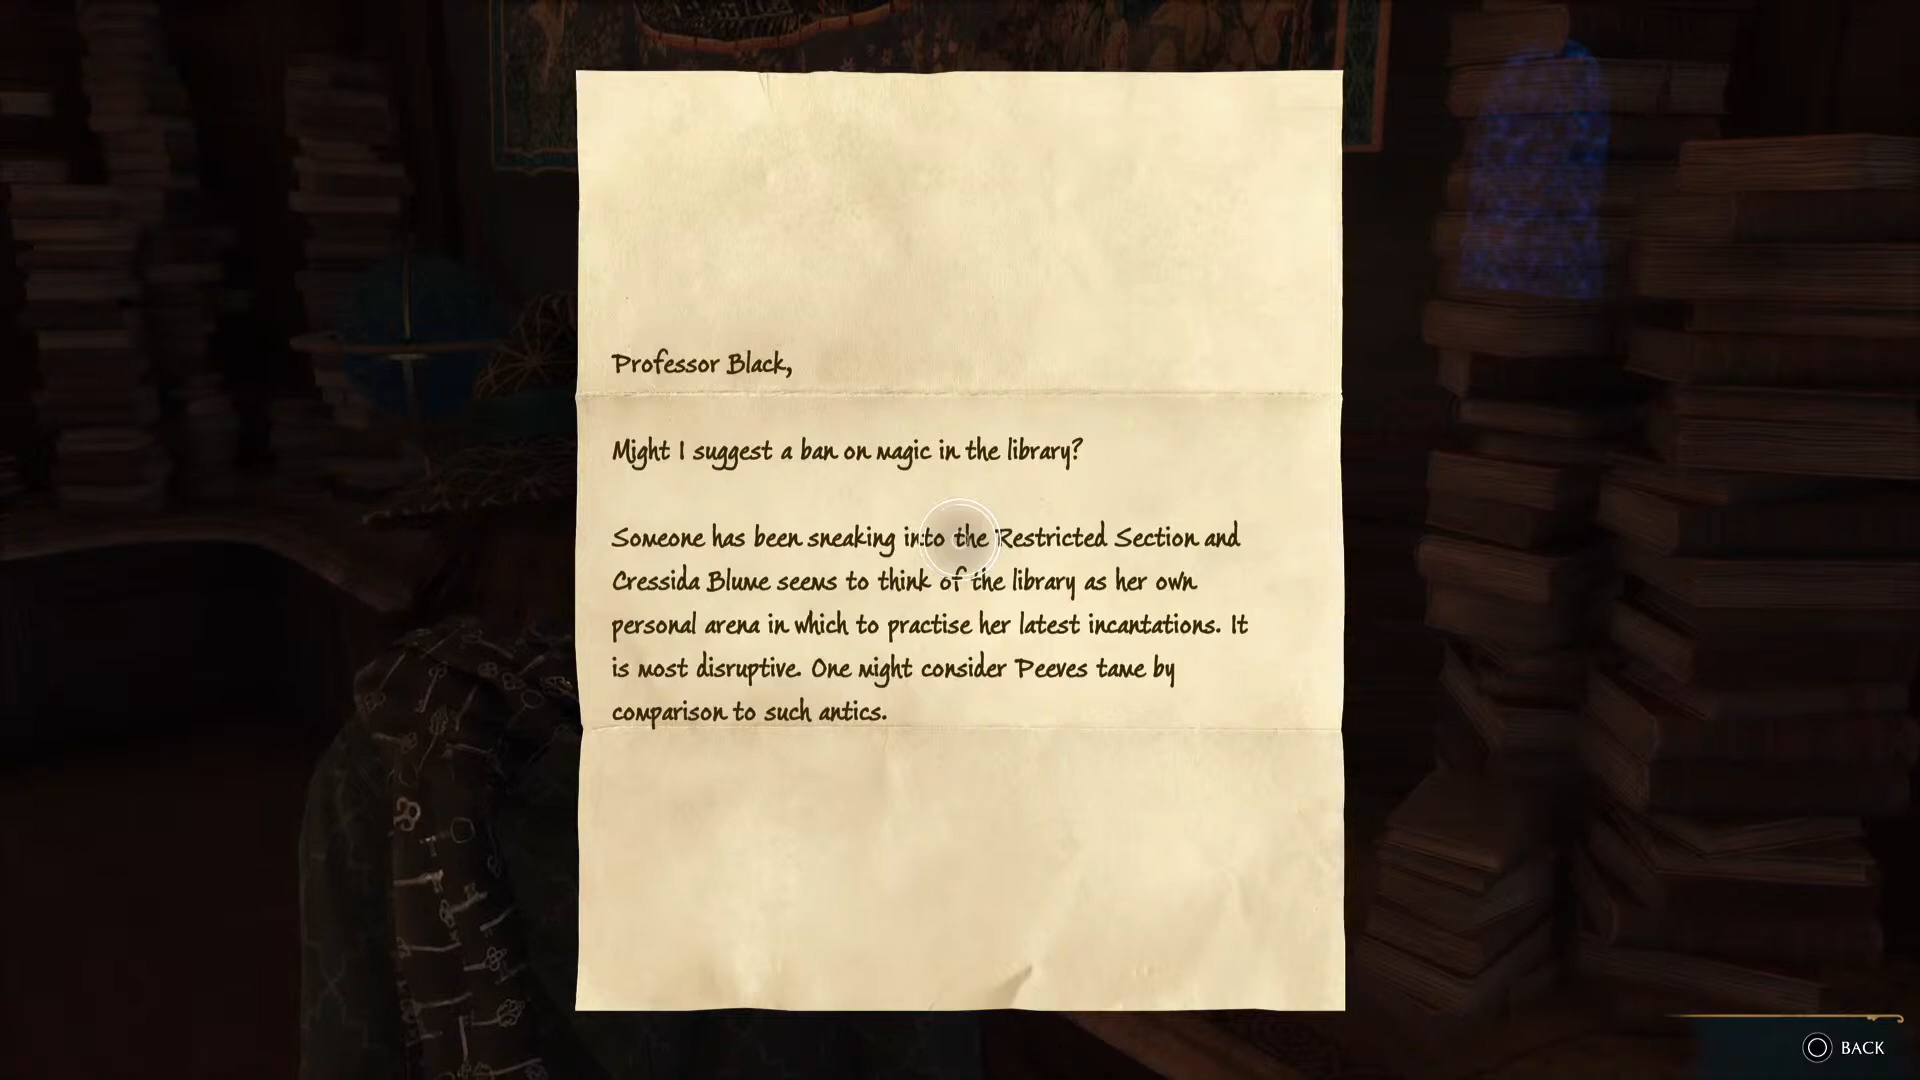 Professor Black,
Might I suggest a ban on magic in the library?
Someone has been sneaking into the Restricted Section and
Cressida Blume seems to think of the library as her own
personal arena in which to practise her latest incantations. It
is most disruptive. One might consider Peeves tame by
comparison to such antics.
BACK